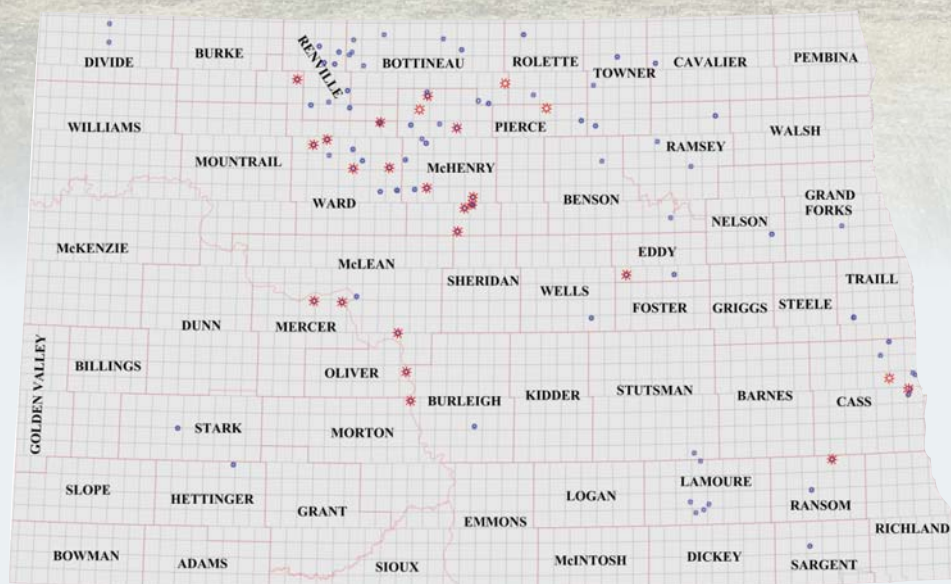 DIVIDE
BURKE
RENVILLE
BOTTINEAU
ROLETTE
TOWNER
CAVALIER
PEMBINA
WILLIAMS
MOUNTRAIL
WARD
McHENRY
PIERCE
BENSON
RAMSEY
WALSH
NELSON
GRAND
FORKS
McKENZIE
McLEAN
SHERIDAN
WELLS
EDDY
FOSTER
GRIGGS
STEELE
TRAILL
DUNN
MERCER
GOLDEN VALLEY
BILLINGS
OLIVER
BURLEIGH
KIDDER
STUTSMAN
BARNES
CASS
STARK
MORTON
SLOPE
HETTINGER
GRANT
EMMONS
LOGAN
LAMOURE
RANSOM
RICHLAND
BOWMAN
ADAMS
SIOUX
McINTOSH
DICKEY
SARGENT